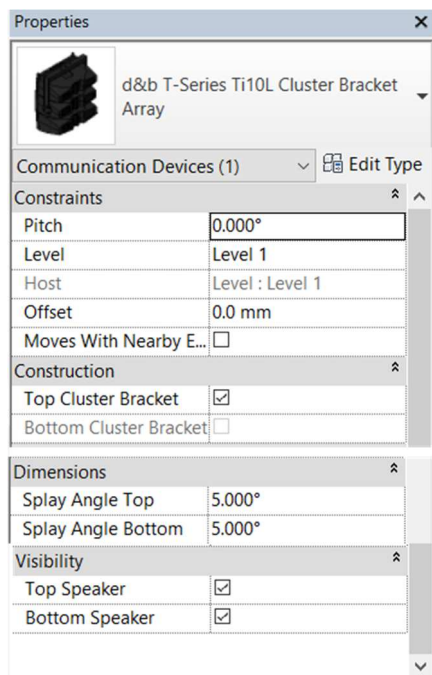 Properties
d&b T-Series Ti10L Cluster Bracket
Array
Communication Devices (1)
Edit Type
Constraints
Pitch 0.000°
Level Level 1
Host Level : Level 1
Offset 0.0 mm
Moves With Nearby E...
Construction
Top Cluster Bracket
Bottom Cluster Bracket
Dimensions
Splay Angle Top 5.000°
Splay Angle Bottom 5.000°
Visibility
Top Speaker
Bottom Speaker